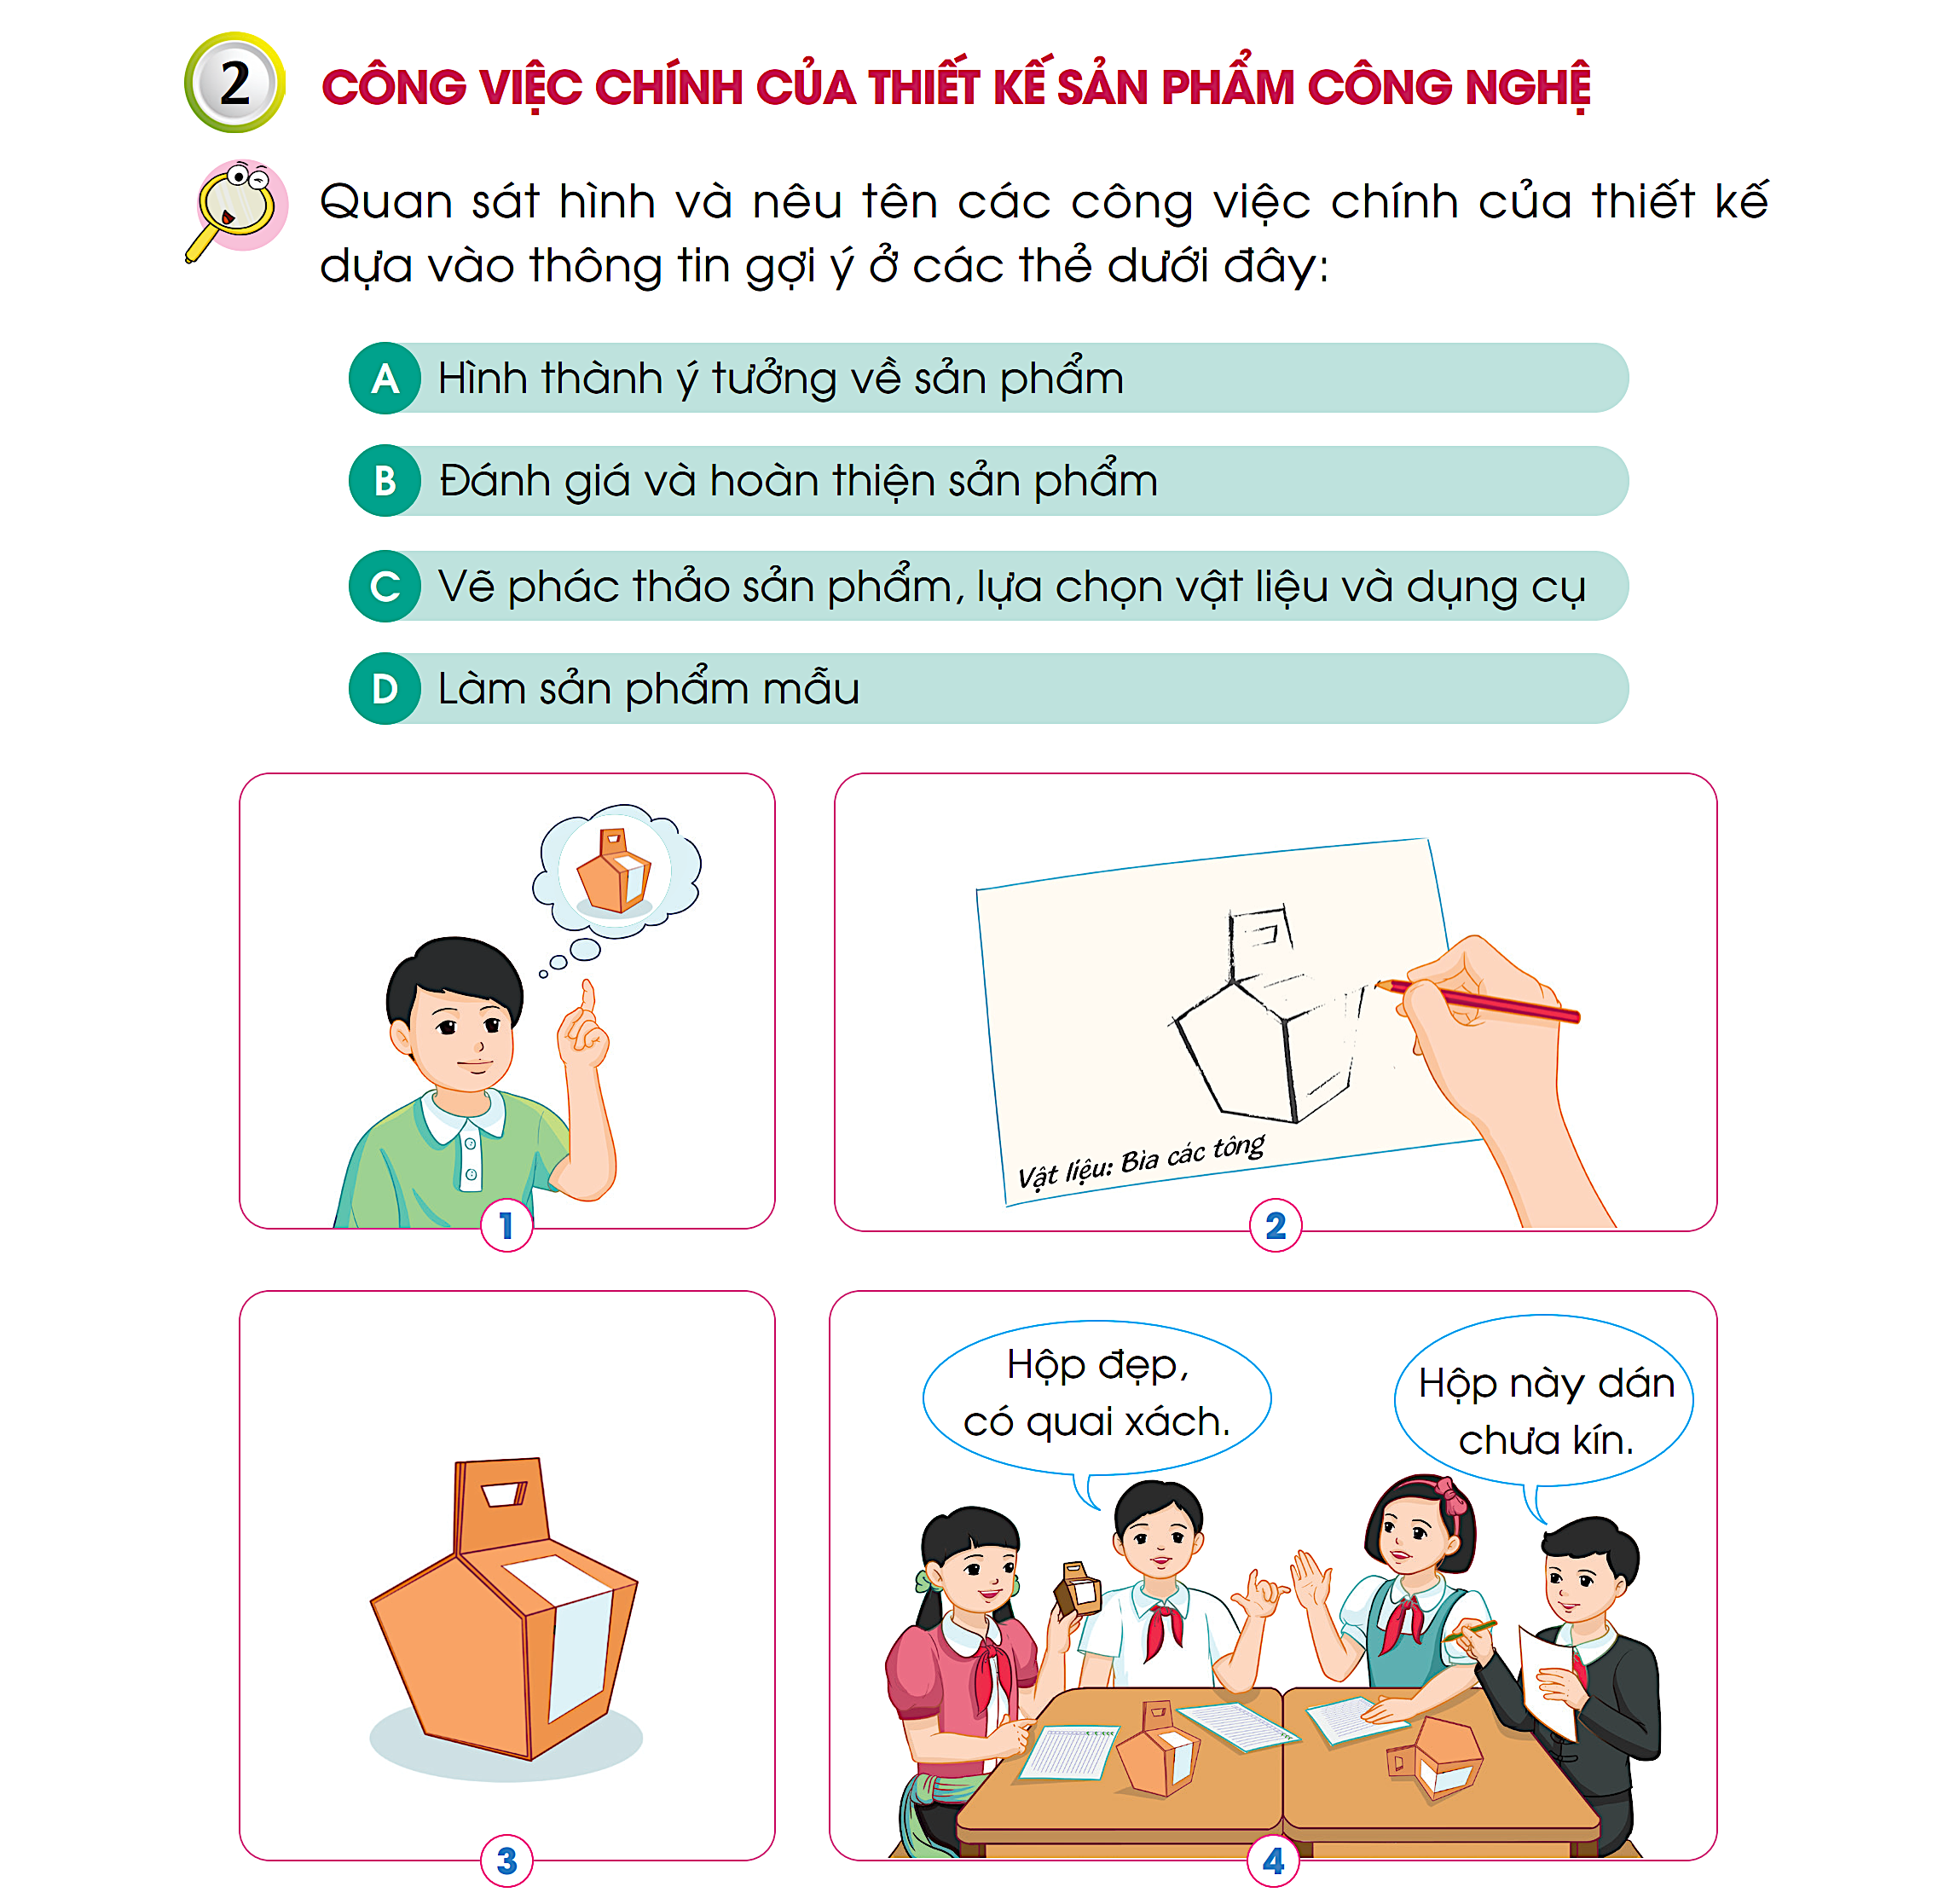 2 CÔNG VIỆC CHÍNH CỦA THIẾT KẾ SẢN PHẨM CÔNG NGHỆ
Quan sát hình và nêu tên các công việc chính của thiết kế
dựa vào thông tin gợi ý ở các thẻ dưới đây:
A Hình thành ý tưởng về sản phẩm
B Đánh giá và hoàn thiện sản phẩm
C Vẽ phác thảo sản phẩm, lựa chọn vật liệu và dụng cụ
D Làm sản phẩm mẫu
1
Vật liệu: Bìa các tông
2
3
Hộp đẹp,
có quai xách.
Hộp này dán
chưa kín.
4